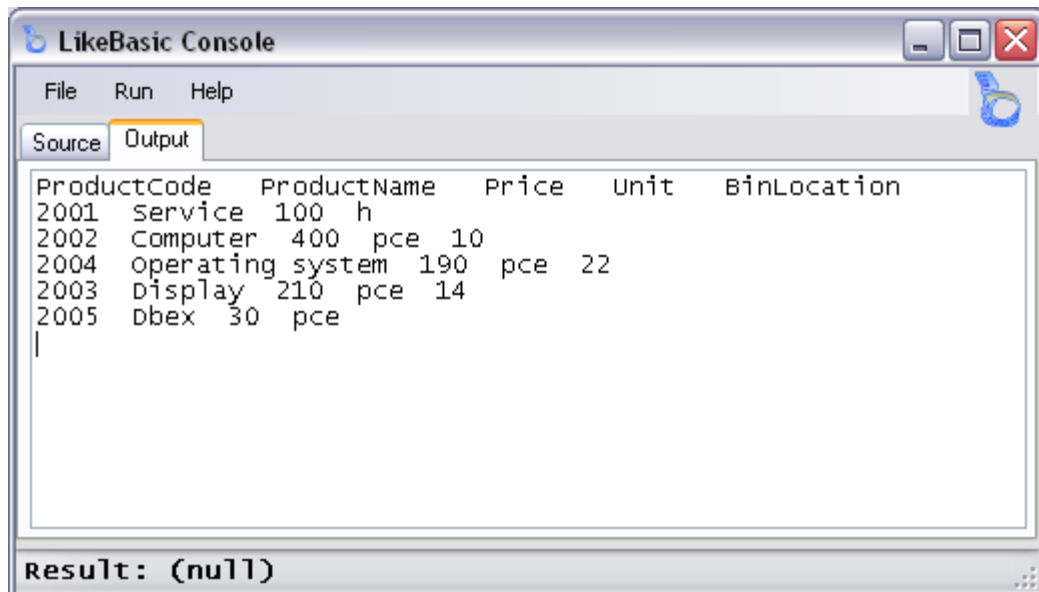 LikeBasic Console
File Run Help
Source Output
ProductCode ProductName Price Unit BinLocation
2001 Service 100 h
2002 Computer 400 pce 10
2004 Operating system 190 pce 22
2003 Display 210 pce 14
2005 Dbex 30 pce
Result: (null)